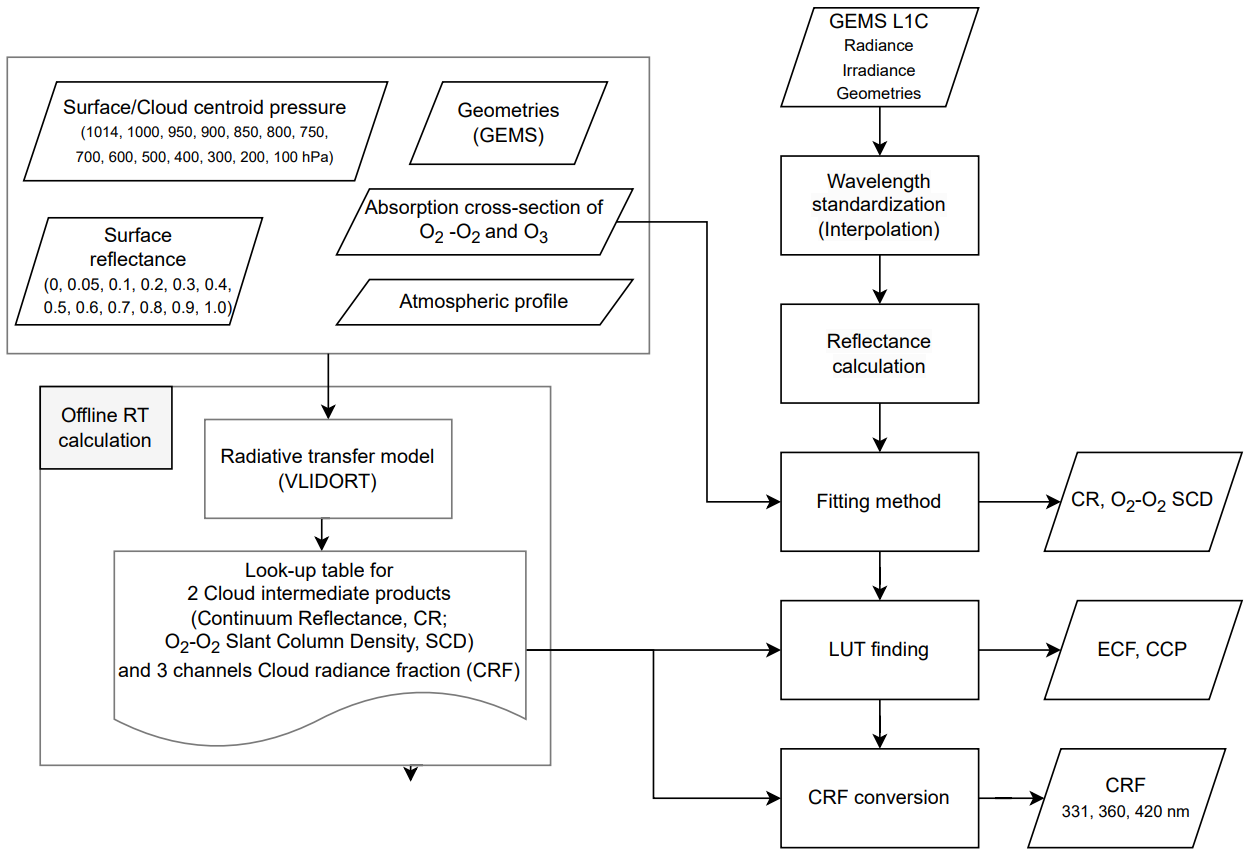 GEMS L1C
Radiance
Irradiance
Geometries
Surface/Cloud centroid pressure
(1014, 1000, 950, 900, 850, 800, 750,
700, 600, 500, 400, 300, 200, 100 hPa)
Geometries
(GEMS)
Absorption cross-section of
O2 -O2 and O3
Surface
reflectance
(0, 0.05, 0.1, 0.2, 0.3, 0.4,
0.5, 0.6, 0.7, 0.8, 0.9, 1.0)
Atmospheric profile
Wavelength
standardization
(Interpolation)
Reflectance
calculation
Offline RT
calculation
Radiative transfer model
(VLIDORT)
Fitting method
CR, O2-O2 SCD
Look-up table for
2 Cloud intermediate products
(Continuum Reflectance, CR;
O2-O2 Slant Column Density, SCD)
and 3 channels Cloud radiance fraction (CRF)
LUT finding
ECF, CCP
CRF conversion
CRF
331, 360, 420 nm